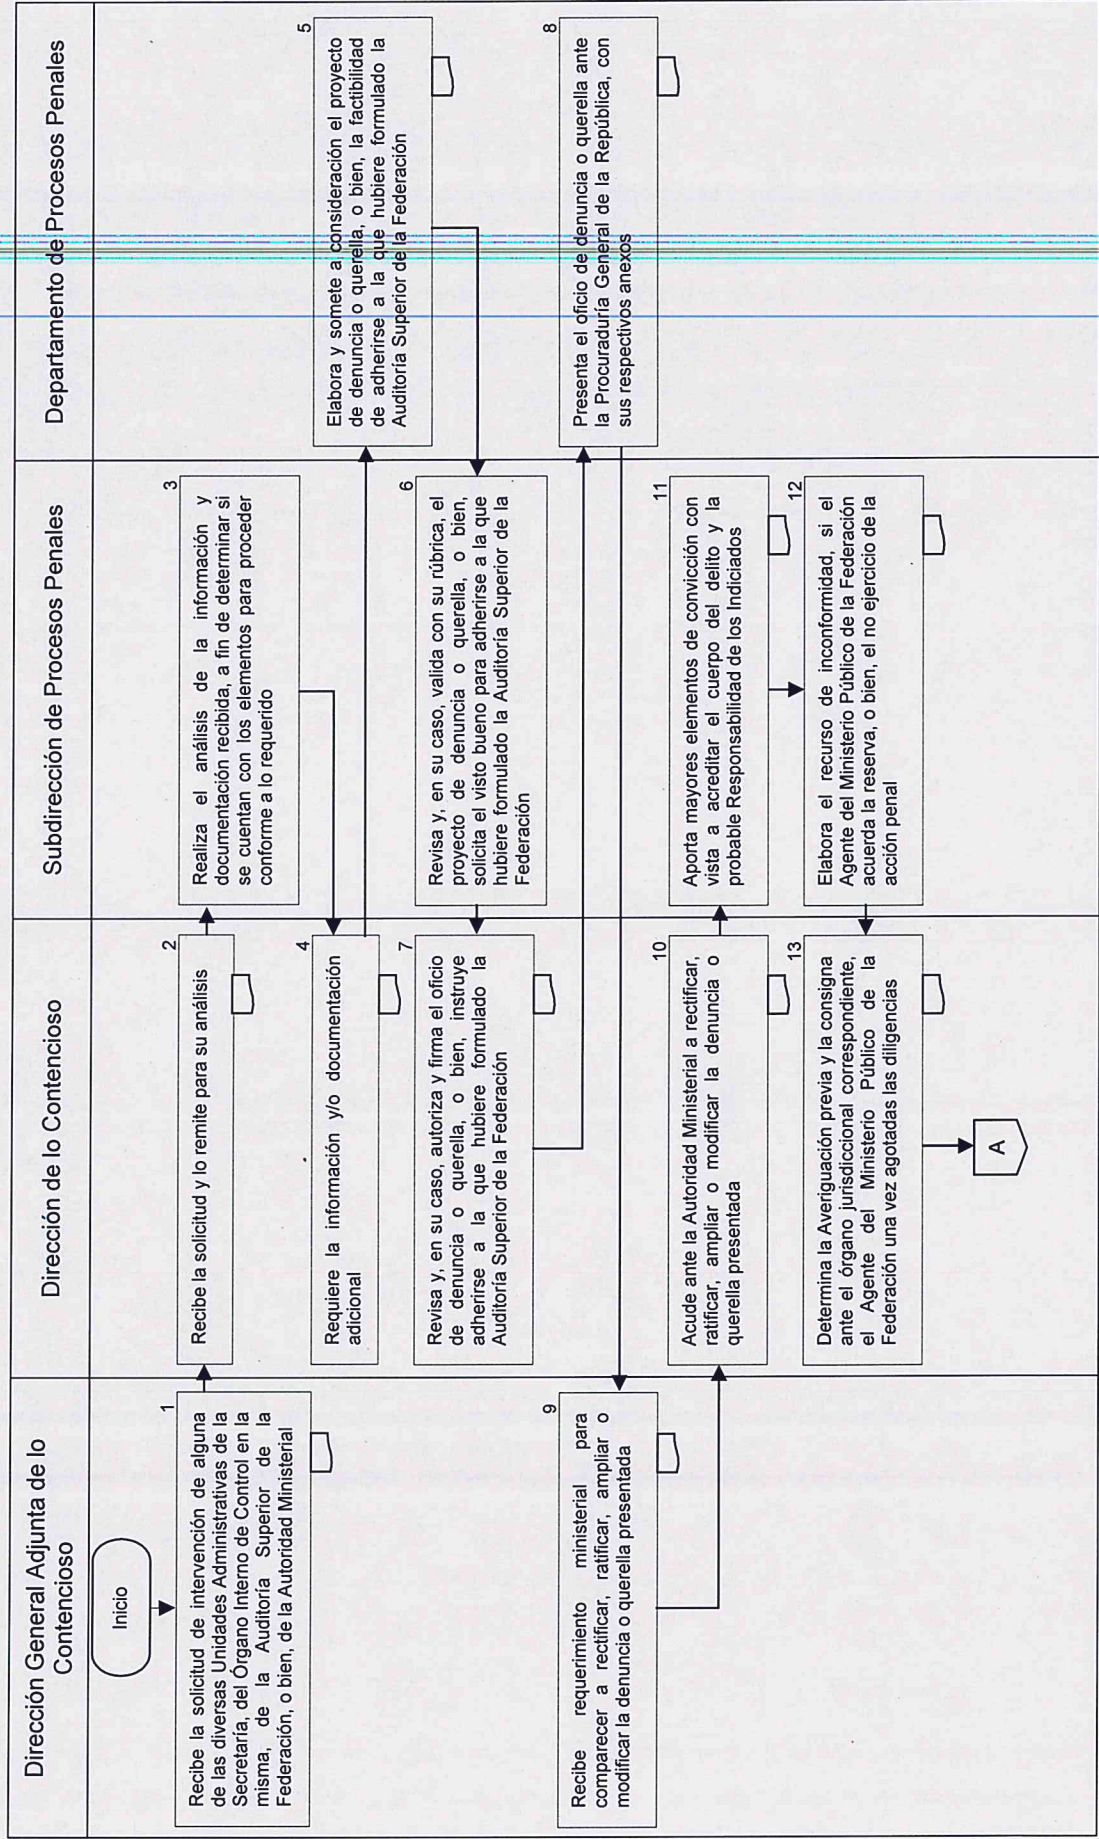 Dirección General Adjunta de lo
Contencioso
Dirección de lo Contencioso
Subdirección de Procesos Penales
Departamento de Procesos Penales
Inicio
1
Recibe la solicitud de intervención de alguna
de las diversas Unidades Administrativas de la
Secretaría, del Órgano Interno de Control en la
misma, de la Auditoría Superior de la
Federación, o bien, de la Autoridad Ministerial
2
Recibe la solicitud y lo remite para su análisis
3
Realiza el análisis de la información y
documentación recibida, a fin de determinar si
se cuentan con los elementos para proceder
conforme a lo requerido
4
Requiere la información y/o documentación
adicional
5
Elabora y somete a consideración el proyecto
de denuncia o querella, o bien, la factibilidad
de adherirse a la que hubiere formulado la
Auditoría Superior de la Federación
6
Revisa y, en su caso, valida con su rúbrica, el
proyecto de denuncia o querella, o bien,
solicita el visto bueno para adherirse a la que
hubiere formulado la Auditoría Superior de la
Federación
7
Revisa y, en su caso, autoriza y firma el oficio
de denuncia o querella, o bien, instruye
adherirse a la que hubiere formulado la
Auditoría Superior de la Federación
8
Presenta el oficio de denuncia o querella ante
la Procuraduría General de la República, con
sus respectivos anexos
9
Recibe requerimiento ministerial para
comparecer a rectificar, ratificar, ampliar o
modificar la denuncia o querella presentada
10
Acude ante la Autoridad Ministerial a rectificar,
ratificar, ampliar o modificar la denuncia o
querella presentada
11
Aporta mayores elementos de convicción con
vista a acreditar el cuerpo del delito y la
probable Responsabilidad de los Indiciados
12
Elabora el recurso de inconformidad, si el
Agente del Ministerio Público de la Federación
acuerda la reserva, o bien, el no ejercicio de la
acción penal
13
Determina la Averiguación previa y la consigna
ante el órgano jurisdiccional correspondiente,
el Agente del Ministerio Público de la
Federación una vez agotadas las diligencias
A